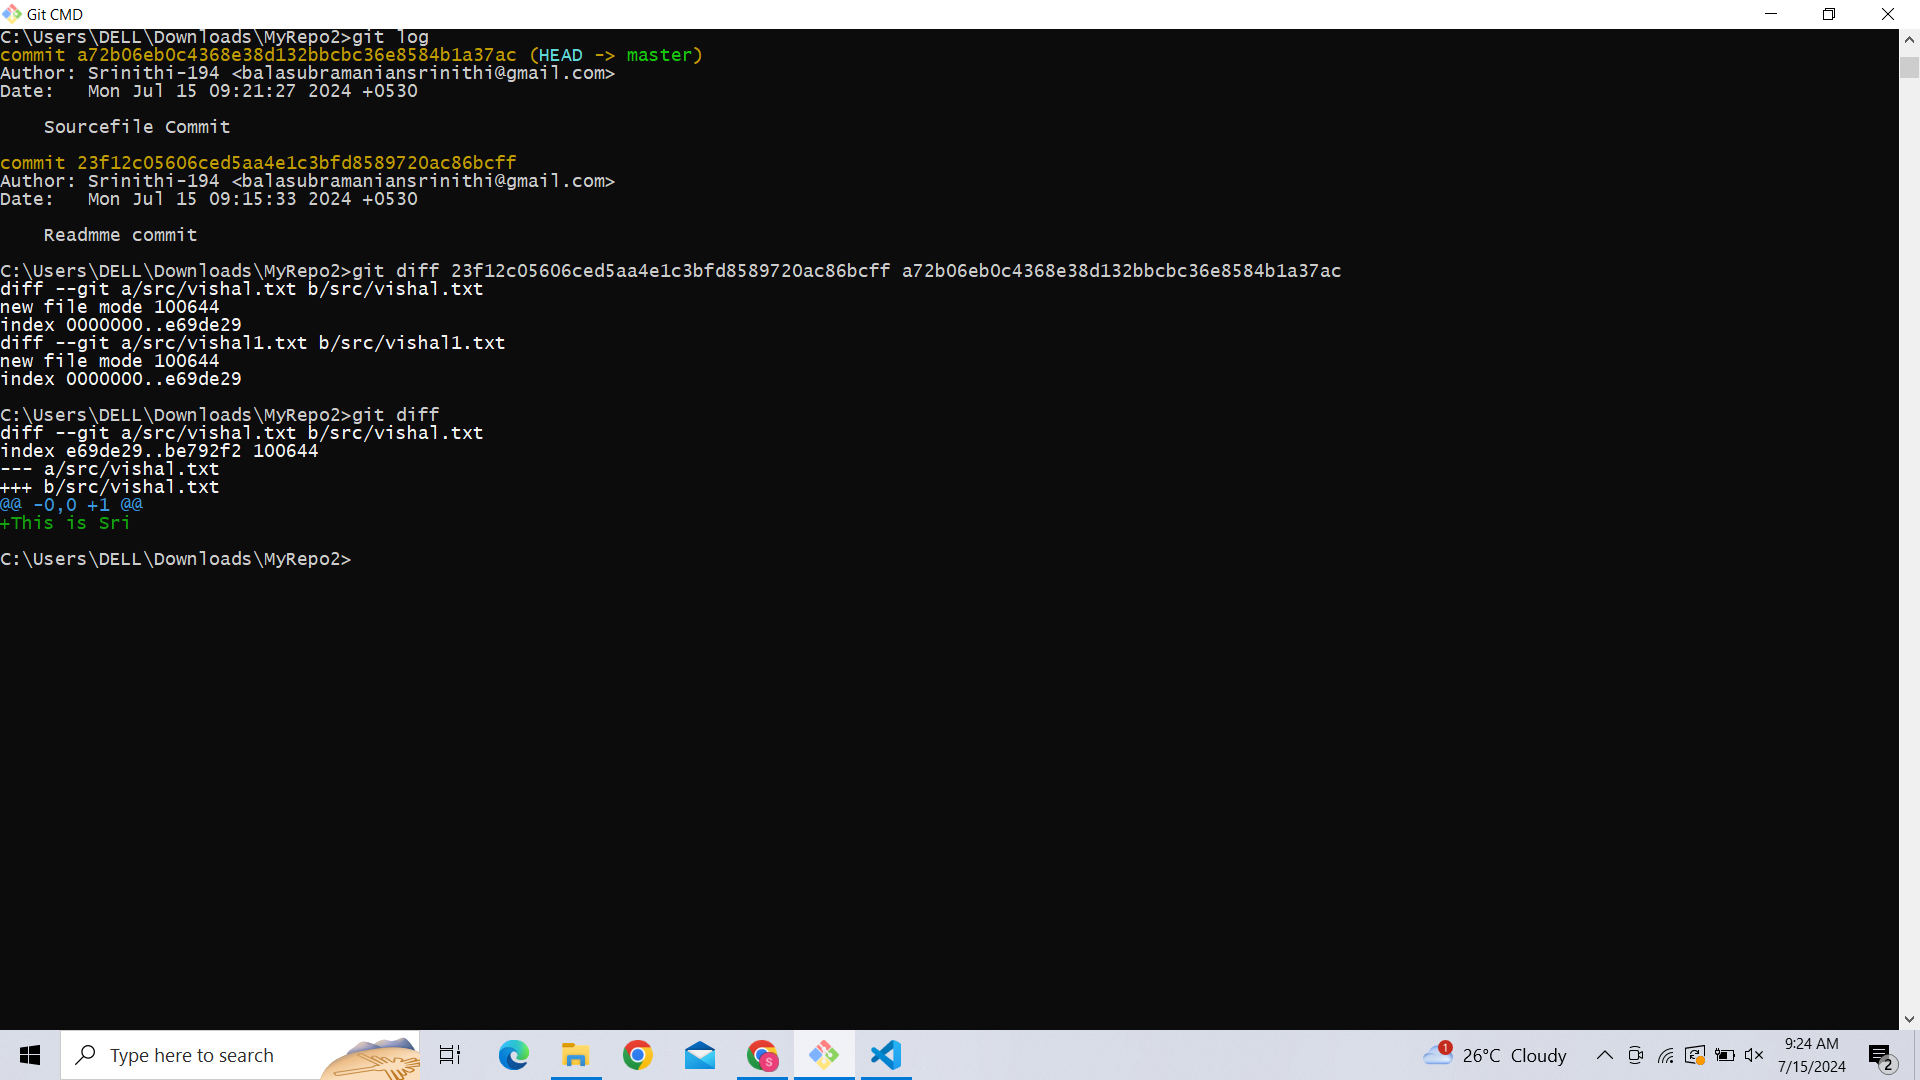 Git CMD
C:\Users\DELL\Downloads\MyRepo2>git log
commit a72b06eb0c4368e38d132bbcbc36e8584b1a37ac (HEAD -> master)
Author: Srinithi-194 <balasubramaniansrinithi@gmail.com>
Date:   Mon Jul 15 09:21:27 2024 +0530
    Sourcefile Commit
commit 23f12c05606ced5aa4e1c3bfd8589720ac86bcff
Author: Srinithi-194 <balasubramaniansrinithi@gmail.com>
Date:   Mon Jul 15 09:15:33 2024 +0530
    Readmme commit
C:\Users\DELL\Downloads\MyRepo2>git diff 23f12c05606ced5aa4e1c3bfd8589720ac86bcff a72b06eb0c4368e38d132bbcbc36e8584b1a37ac
diff --git a/src/vishal.txt b/src/vishal.txt
new file mode 100644
index 0000000..e69de29
diff --git a/src/vishal1.txt b/src/vishal1.txt
new file mode 100644
index 0000000..e69de29
C:\Users\DELL\Downloads\MyRepo2>git diff
diff --git a/src/vishal.txt b/src/vishal.txt
index e69de29..be792f2 100644
--- a/src/vishal.txt
+++ b/src/vishal.txt
@@ -0,0 +1 @@
+This is Sri
C:\Users\DELL\Downloads\MyRepo2>
Type here to search
S
1
26°C Cloudy
9:24 AM
7/15/2024
2